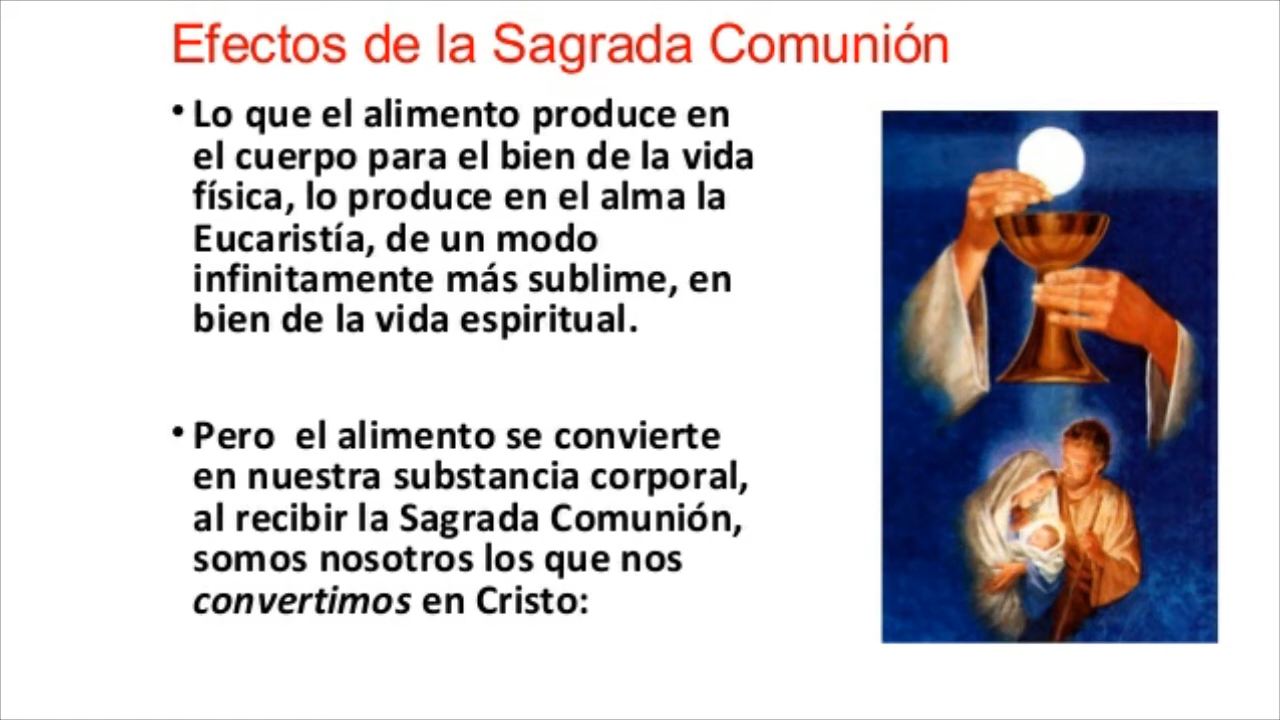 Efectos de la Sagrada Comunión
• Lo que el alimento produce en
el cuerpo para el bien de la vida
física, lo produce en el alma la
Eucaristía, de un modo
infinitamente más sublime, en
bien de la vida espiritual.
• Pero  el alimento se convierte
en nuestra substancia corporal,
al recibir la Sagrada Comunión,
somos nosotros los que nos
convertimos en Cristo: